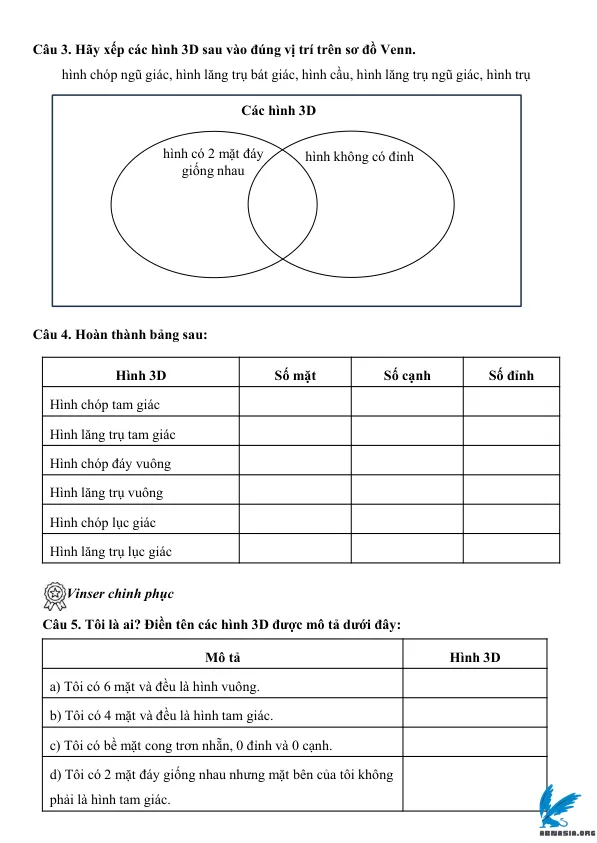 Câu 3. Hãy xếp các hình 3D sau vào đúng vị trí trên sơ đồ Venn.
hình chóp ngũ giác, hình lăng trụ bát giác, hình cầu, hình lăng trụ ngũ giác, hình trụ
Các hình 3D
hình có 2 mặt đáy
giống nhau
hình không có đỉnh
Câu 4. Hoàn thành bảng sau:
Hình 3D Số mặt Số cạnh Số đỉnh
Hình chóp tam giác
Hình lăng trụ tam giác
Hình chóp đáy vuông
Hình lăng trụ vuông
Hình chóp lục giác
Hình lăng trụ lục giác
Vinser chinh phục
Câu 5. Tôi là ai? Điền tên các hình 3D được mô tả dưới đây:
Mô tả Hình 3D
a) Tôi có 6 mặt và đều là hình vuông.
b) Tôi có 4 mặt và đều là hình tam giác.
c) Tôi có bề mặt cong trơn nhẵn, 0 đỉnh và 0 cạnh.
d) Tôi có 2 mặt đáy giống nhau nhưng mặt bên của tôi không
phải là hình tam giác.
ABNASIA.ORG